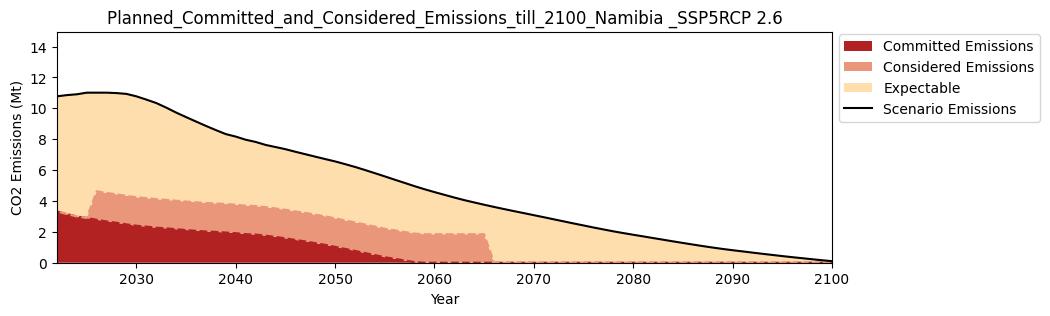 Planned_Committed_and_Considered_Emissions_till_2100_Namibia _SSP5RCP 2.6
14
12
10
8
6
4
2
0
CO2 Emissions (Mt)
2030
2040
2050
2060
2070
2080
2090
2100
Year
Committed Emissions
Considered Emissions
Expectable
Scenario Emissions